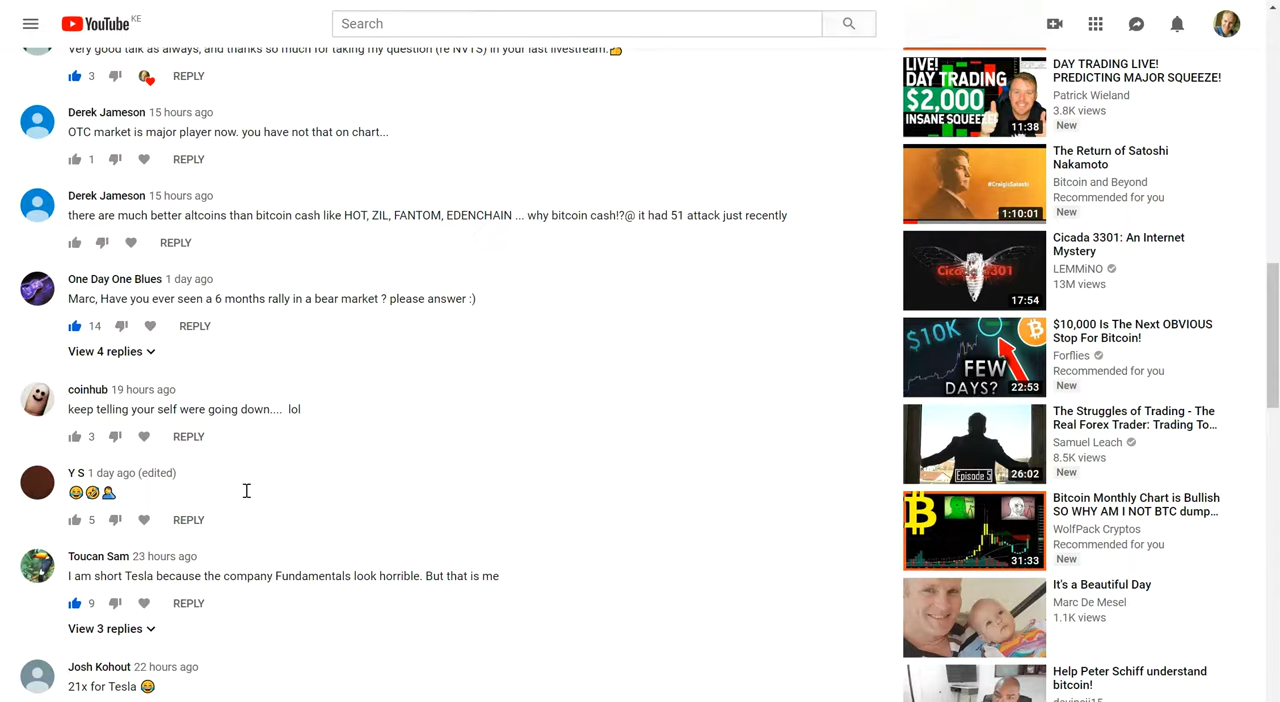 YouTube KE
Search
Very good talk as always, and thanks so much for taking my question (re NVTS) in your last livestream.👍
3 REPLY
Derek Jameson 15 hours ago
OTC market is major player now. you have not that on chart...
1 REPLY
Derek Jameson 15 hours ago
there are much better altcoins than bitcoin cash like HOT, ZIL, FANTOM, EDENCHAIN ... why bitcoin cash!?@ it had 51 attack just recently
REPLY
One Day One Blues 1 day ago
Marc, Have you ever seen a 6 months rally in a bear market ? please answer :)
14 REPLY
View 4 replies
coinhub 19 hours ago
keep telling your self were going down.... lol
3 REPLY
Y S 1 day ago (edited)
😂🤣🤦
5 REPLY
Toucan Sam 23 hours ago
I am short Tesla because the company Fundamentals look horrible. But that is me
9 REPLY
View 3 replies
Josh Kohout 22 hours ago
21x for Tesla 😂
LIVE!
DAY TRADING
$2,000
INSANE SQUEEZE
11:38
DAY TRADING LIVE!
PREDICTING MAJOR SQUEEZE!
Patrick Wieland
3.8K views
New
#CraigisSatoshi
1:10:01
The Return of Satoshi
Nakamoto
Bitcoin and Beyond
Recommended for you
New
Cicada 3301
17:54
Cicada 3301: An Internet
Mystery
LEMMiNO
13M views
$10K
FEW
DAYS?
22:53
$10,000 Is The Next OBVIOUS
Stop For Bitcoin!
Forflies
Recommended for you
New
Episode 5
26:02
The Struggles of Trading - The
Real Forex Trader: Trading To...
Samuel Leach
8.5K views
New
31:33
Bitcoin Monthly Chart is Bullish
SO WHY AM I NOT BTC dump...
WolfPack Cryptos
Recommended for you
New
It's a Beautiful Day
Marc De Mesel
1.1K views
Help Peter Schiff understand
bitcoin!